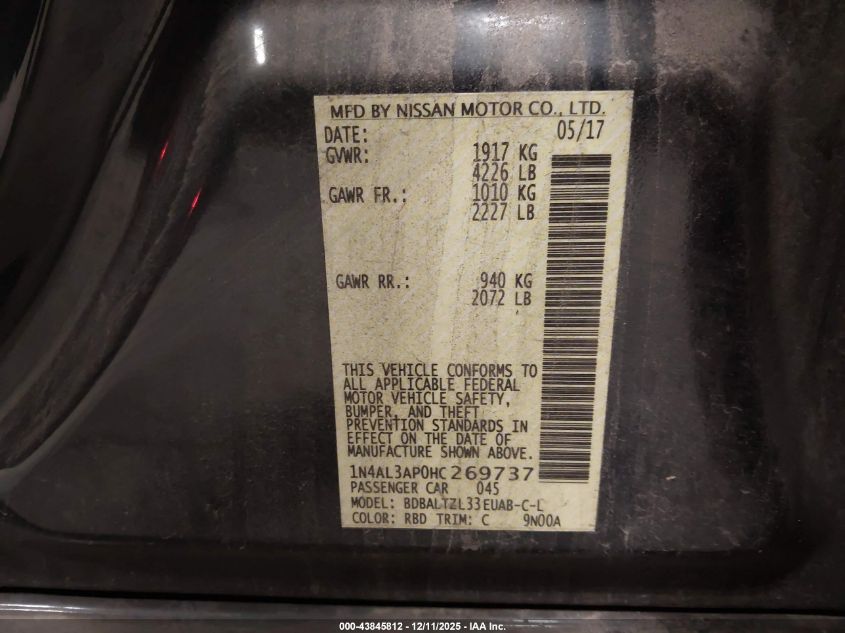 MFD BY NISSAN MOTOR CO., LTD.
DATE: 05/17
GVWR: 1917 KG
4226 LB
GAWR FR.: 1010 KG
2227 LB
GAWR RR.: 940 KG
2072 LB
THIS VEHICLE CONFORMS TO
ALL APPLICABLE FEDERAL
MOTOR VEHICLE SAFETY,
BUMPER, AND THEFT
PREVENTION STANDARDS IN
EFFECT ON THE DATE OF
MANUFACTURE SHOWN ABOVE.
1N4AL3AP0HC269737
PASSENGER CAR 045
MODEL: BDBALTZL33EUAB-C-L
COLOR: RBD TRIM: C 9N00A
000-43845812 - 12/11/2025 - IAA Inc.